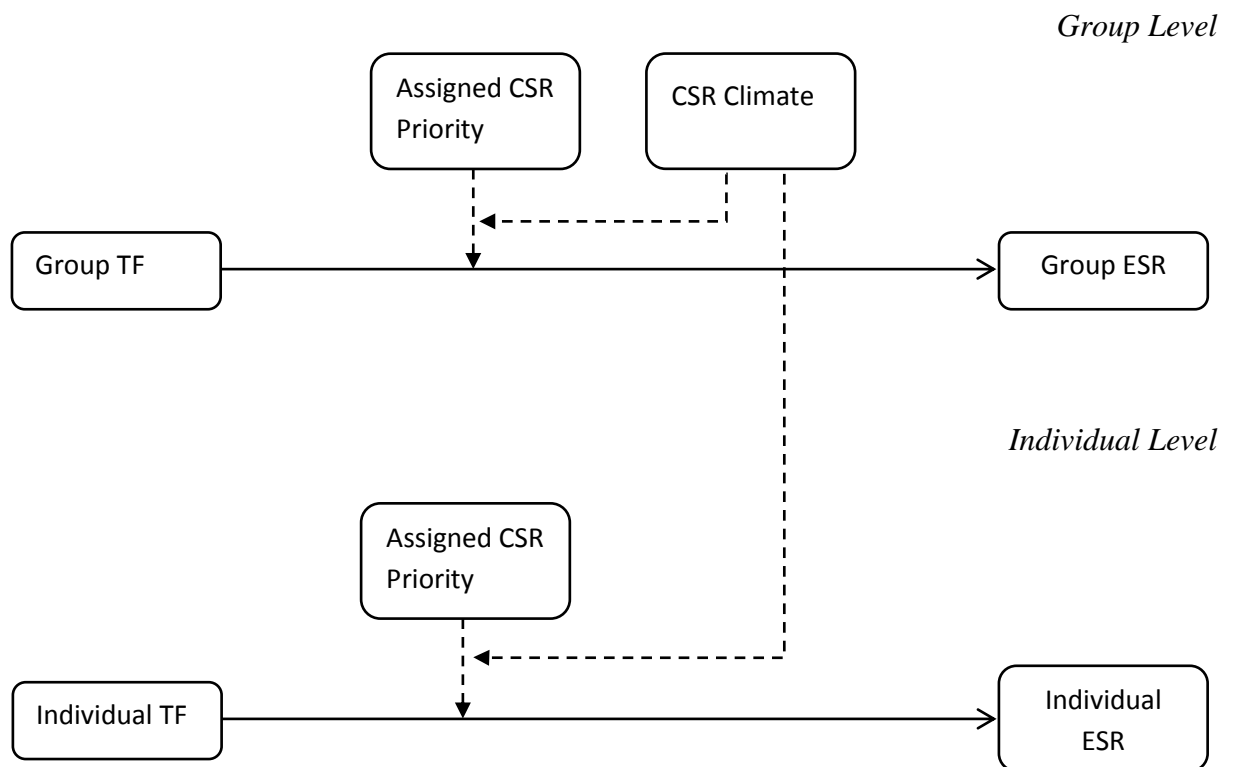 Group Level
Assigned CSR
Priority
CSR Climate
Group TF
Group ESR
Individual Level
Assigned CSR
Priority
Individual TF
Individual
ESR